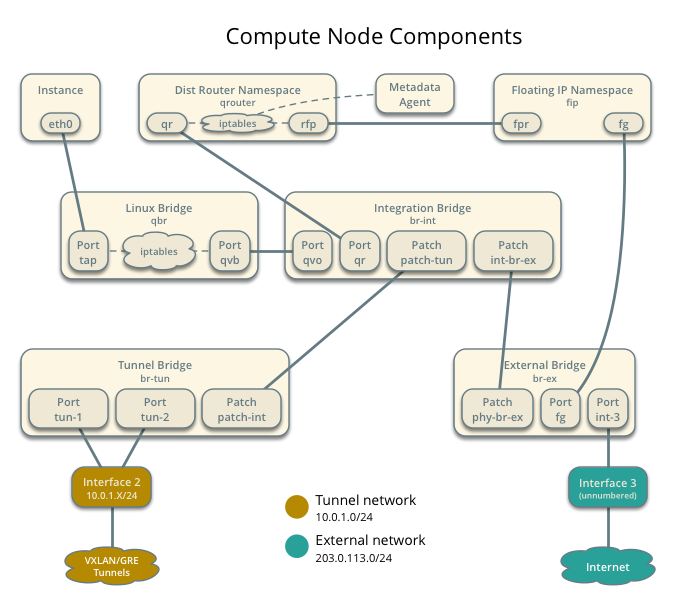 Compute Node Components
Instance
eth0
Dist Router Namespace
qrouter
qr
iptables
rfp
Metadata
Agent
Floating IP Namespace
fip
fpr
fg
Linux Bridge
qbr
Port
tap
iptables
Port
qvb
Integration Bridge
br-int
Port
qvo
Port
qr
Patch
patch-tun
Patch
int-br-ex
Tunnel Bridge
br-tun
Port
tun-1
Port
tun-2
Patch
patch-int
External Bridge
br-ex
Patch
phy-br-ex
Port
fg
Port
int-3
Interface 2
10.0.1.X/24
Interface 3
(unnumbered)
Tunnel network
10.0.1.0/24
External network
203.0.113.0/24
VXLAN/GRE
Tunnels
Internet